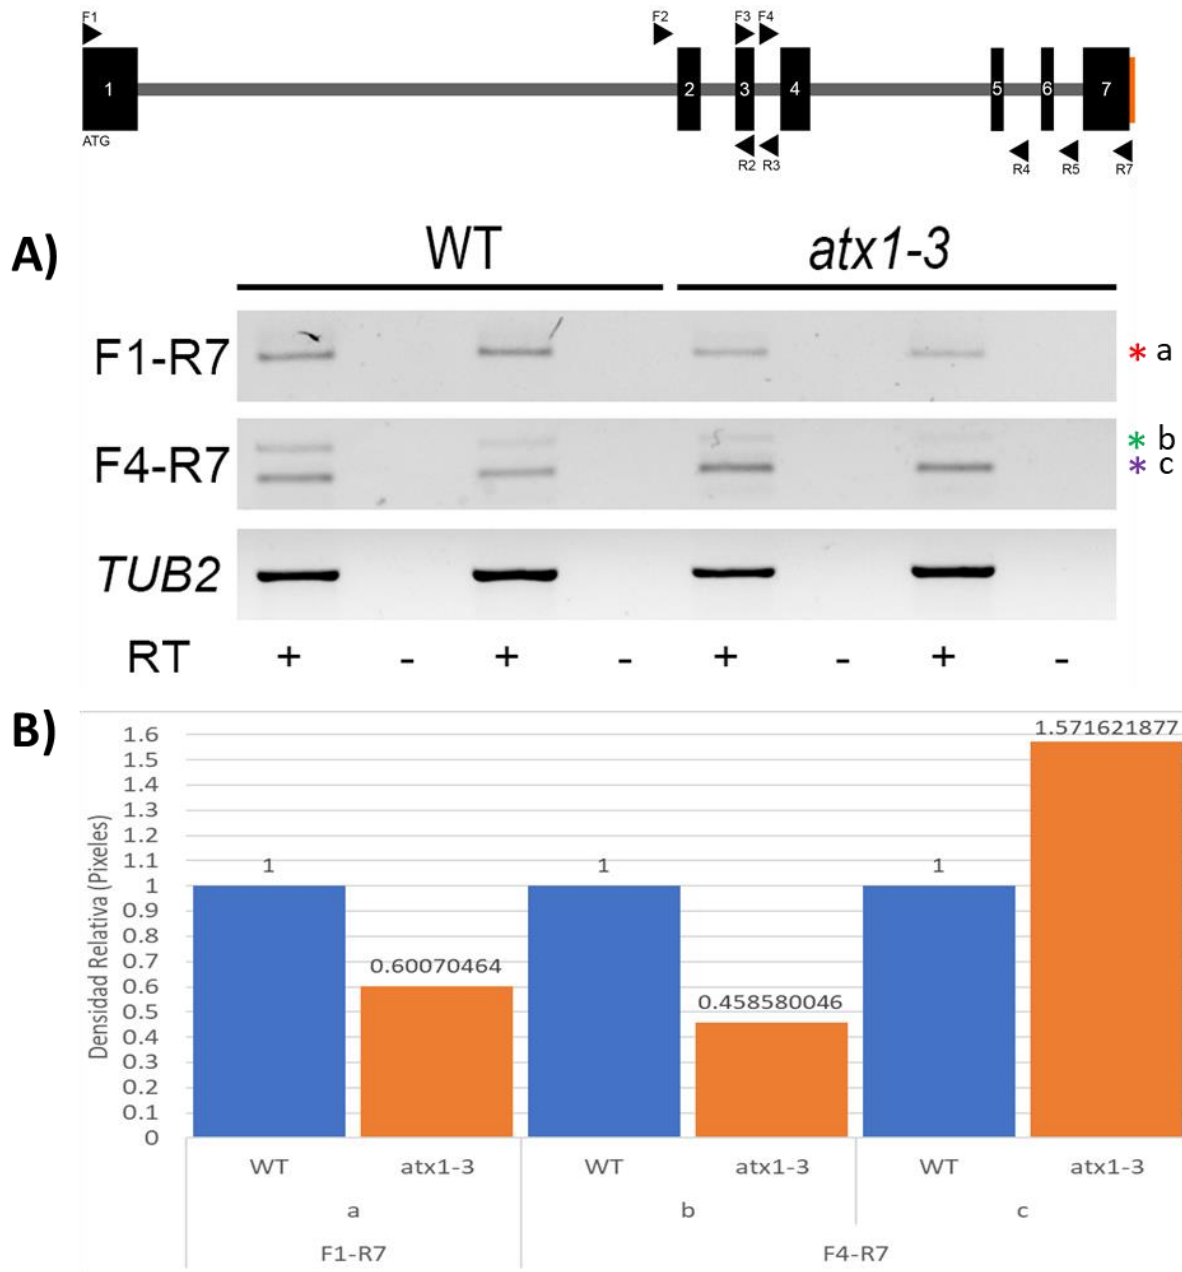 F1 F2 F3 F4
1 2 3 4 5 6 7
ATG R2 R3 R4 R5 R7
A) WT atx1-3
F1-R7 * a
F4-R7 * b
* c
TUB2
RT + - + - + - + -
B)
Densidad Relativa (Pixeles)
1.6
1.5
1.4
1.3
1.2
1.1
1
0.9
0.8
0.7
0.6
0.5
0.4
0.3
0.2
0.1
0
1 0.60070464 1 0.458580046 1 1.571621877
WT atx1-3 WT atx1-3 WT atx1-3
a b c
F1-R7 F4-R7